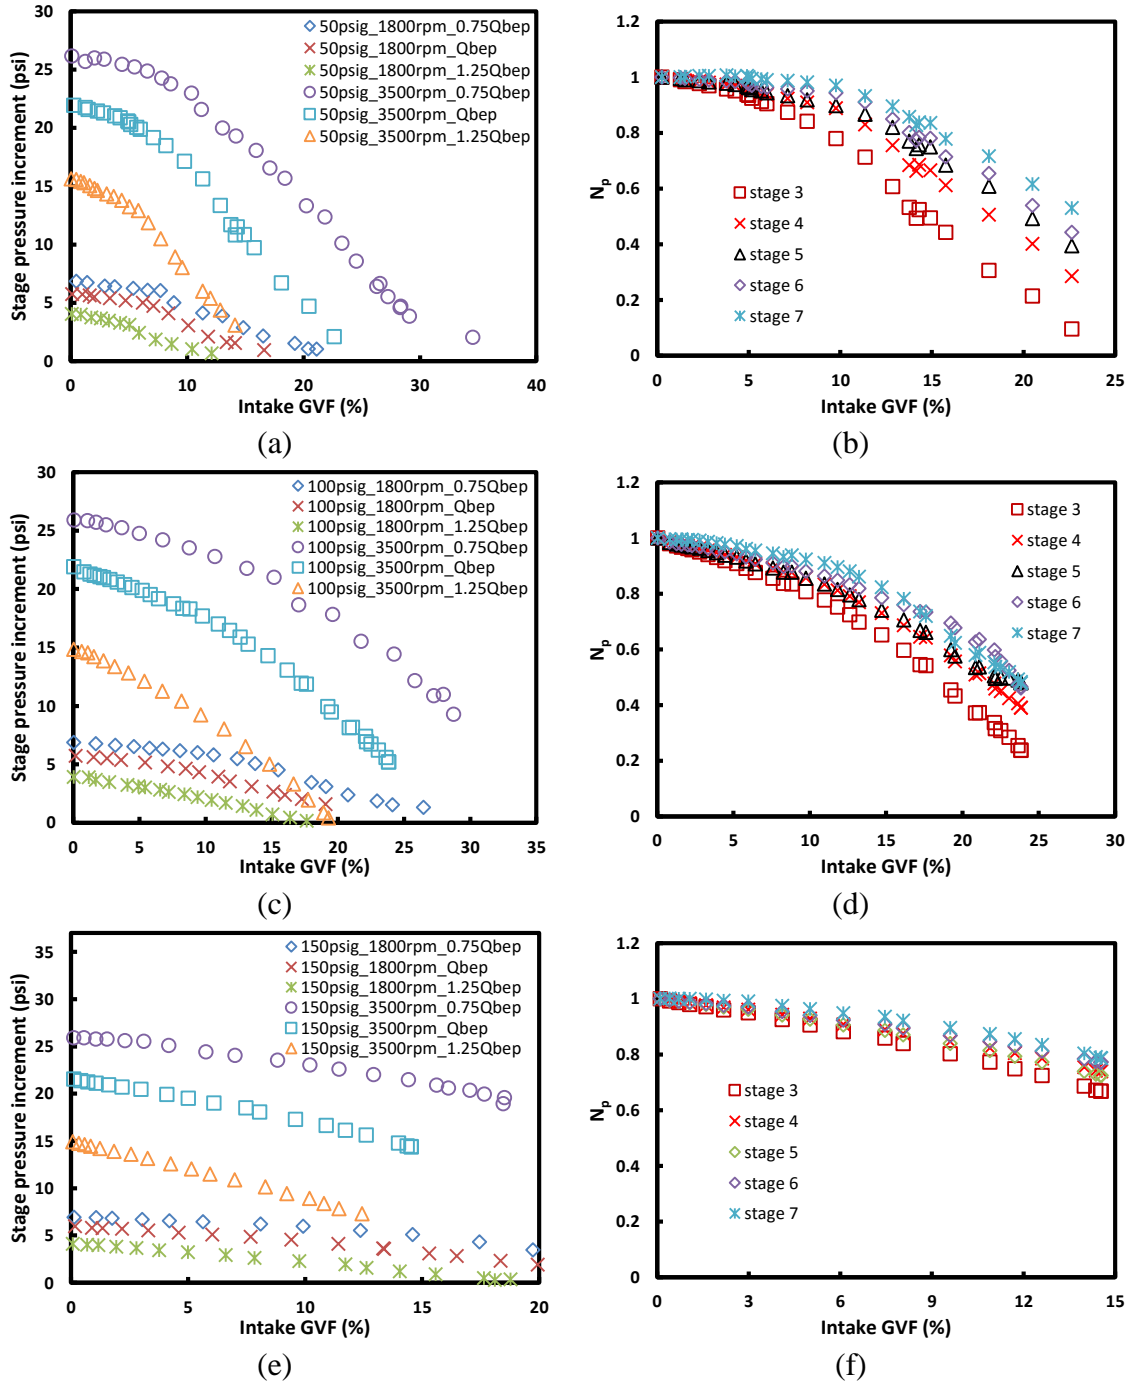 (a)
Stage pressure increment (psi)
30
25
20
15
10
5
0
50psig_1800rpm_0.75Qbep
50psig_1800rpm_Qbep
50psig_1800rpm_1.25Qbep
50psig_3500rpm_0.75Qbep
50psig_3500rpm_Qbep
50psig_3500rpm_1.25Qbep
0 10 20 30 40
Intake GVF (%)
(b)
N_p
1.2
1
0.8
0.6
0.4
0.2
0
stage 3
stage 4
stage 5
stage 6
stage 7
0 5 10 15 20 25
Intake GVF (%)
(c)
Stage pressure increment (psi)
30
25
20
15
10
5
0
100psig_1800rpm_0.75Qbep
100psig_1800rpm_Qbep
100psig_1800rpm_1.25Qbep
100psig_3500rpm_0.75Qbep
100psig_3500rpm_Qbep
100psig_3500rpm_1.25Qbep
0 5 10 15 20 25 30 35
Intake GVF (%)
(d)
N_p
1.2
1
0.8
0.6
0.4
0.2
0
stage 3
stage 4
stage 5
stage 6
stage 7
0 5 10 15 20 25 30
Intake GVF (%)
(e)
Stage pressure increment (psi)
35
30
25
20
15
10
5
0
150psig_1800rpm_0.75Qbep
150psig_1800rpm_Qbep
150psig_1800rpm_1.25Qbep
150psig_3500rpm_0.75Qbep
150psig_3500rpm_Qbep
150psig_3500rpm_1.25Qbep
0 5 10 15 20
Intake GVF (%)
(f)
N_p
1.2
1
0.8
0.6
0.4
0.2
0
stage 3
stage 4
stage 5
stage 6
stage 7
0 3 6 9 12 15
Intake GVF (%)